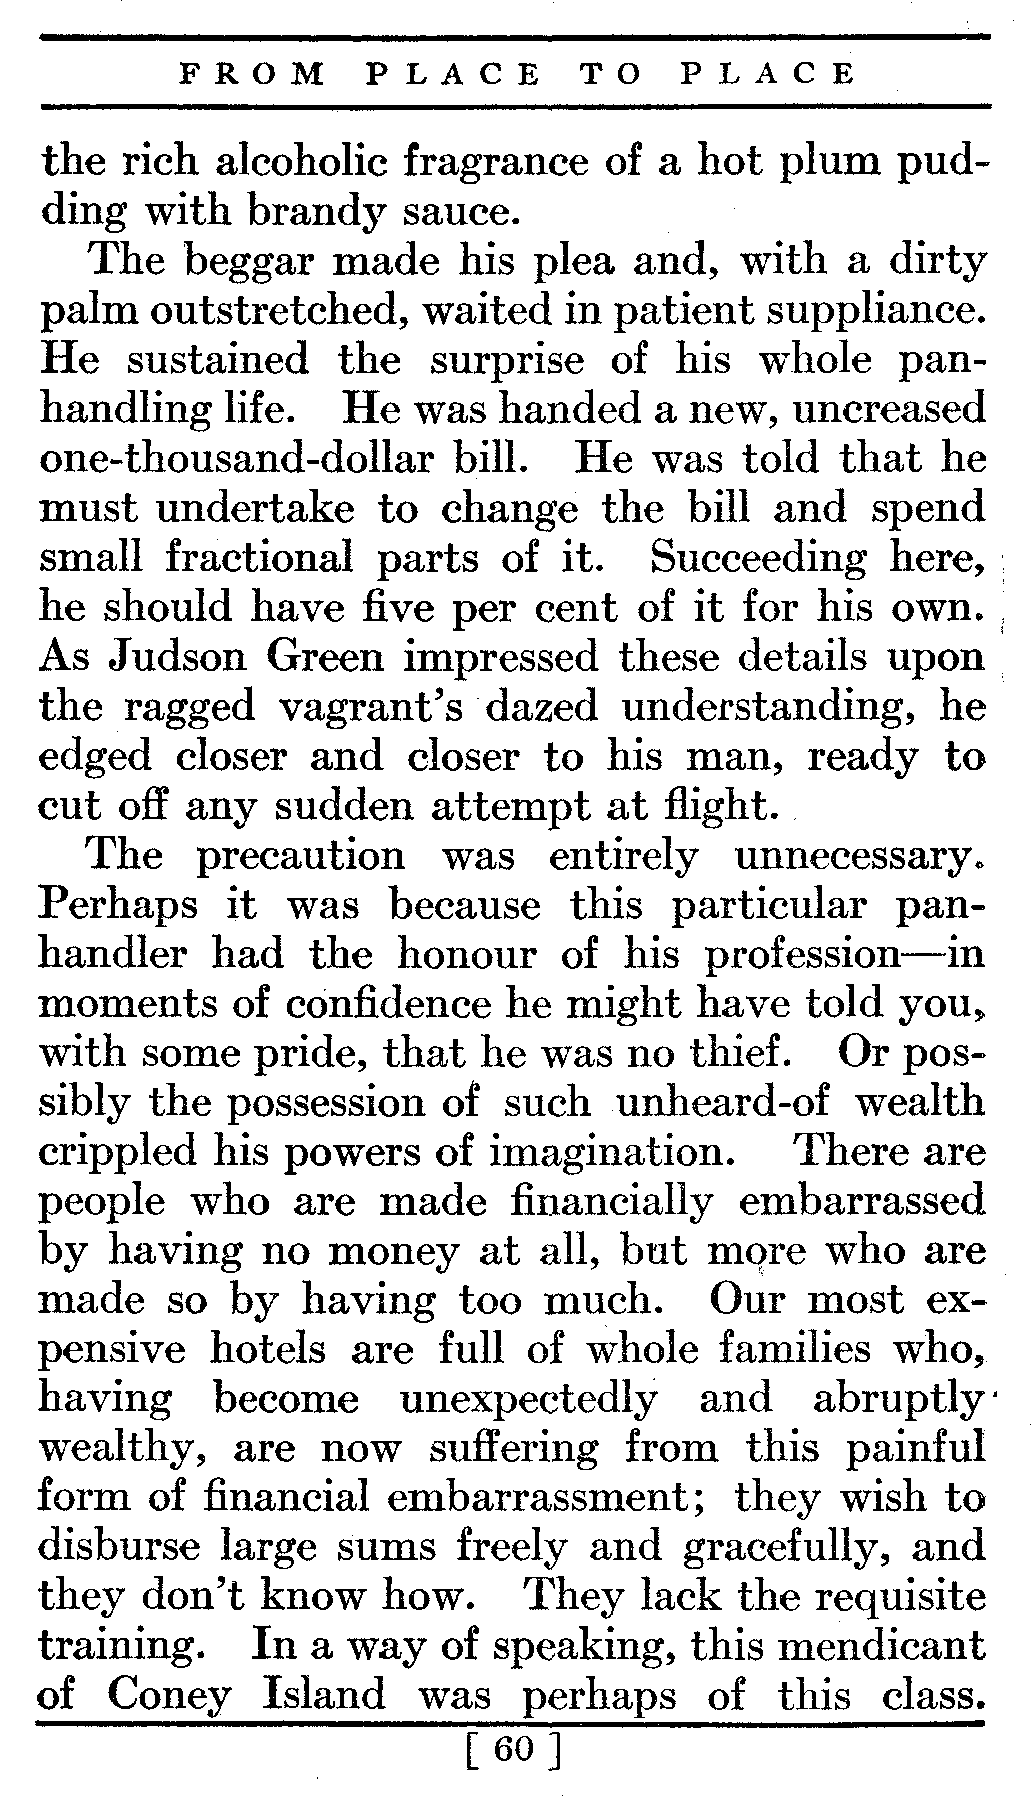 FROM PLACE TO PLACE
the rich alcoholic fragrance of a hot plum pud-
ding with brandy sauce.
The beggar made his plea and, with a dirty
palm outstretched, waited in patient suppliance.
He sustained the surprise of his whole pan-
handling life. He was handed a new, uncreased
one-thousand-dollar bill. He was told that he
must undertake to change the bill and spend
small fractional parts of it. Succeeding here,
he should have five per cent of it for his own.
As Judson Green impressed these details upon
the ragged vagrant's dazed understanding, he
edged closer and closer to his man, ready to
cut off any sudden attempt at flight.
The precaution was entirely unnecessary.
Perhaps it was because this particular pan-
handler had the honour of his profession—in
moments of confidence he might have told you,
with some pride, that he was no thief. Or pos-
sibly the possession of such unheard-of wealth
crippled his powers of imagination. There are
people who are made financially embarrassed
by having no money at all, but more who are
made so by having too much. Our most ex-
pensive hotels are full of whole families who,
having become unexpectedly and abruptly
wealthy, are now suffering from this painful
form of financial embarrassment; they wish to
disburse large sums freely and gracefully, and
they don't know how. They lack the requisite
training. In a way of speaking, this mendicant
of Coney Island was perhaps of this class.
[ 60 ]